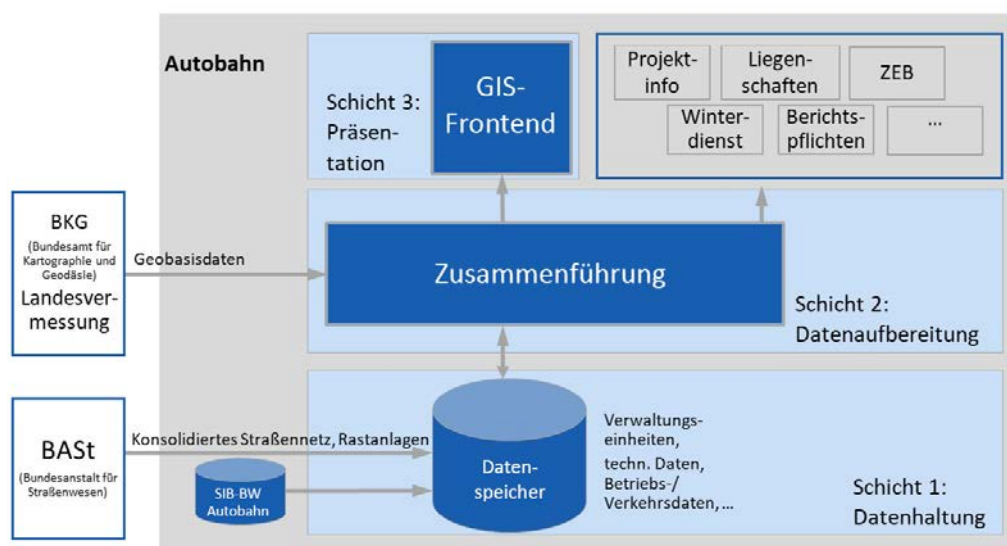 Autobahn
Schicht 3:
Präsen-
tation
GIS-
Frontend
Projekt-
info
Liegen-
schaften
ZEB
Winter-
dienst
Berichts-
pflichten
...
BKG
(Bundesamt für
Kartographie und
Geodäsie)
Landesver-
messung
Geobasisdaten
Zusammenführung
Schicht 2:
Datenaufbereitung
BASt
(Bundesanstalt für
Straßenwesen)
Konsolidiertes Straßennetz, Rastanlagen
SIB-BW
Autobahn
Daten-
speicher
Verwaltungs-
einheiten,
techn. Daten,
Betriebs-/
Verkehrsdaten, ...
Schicht 1:
Datenhaltung